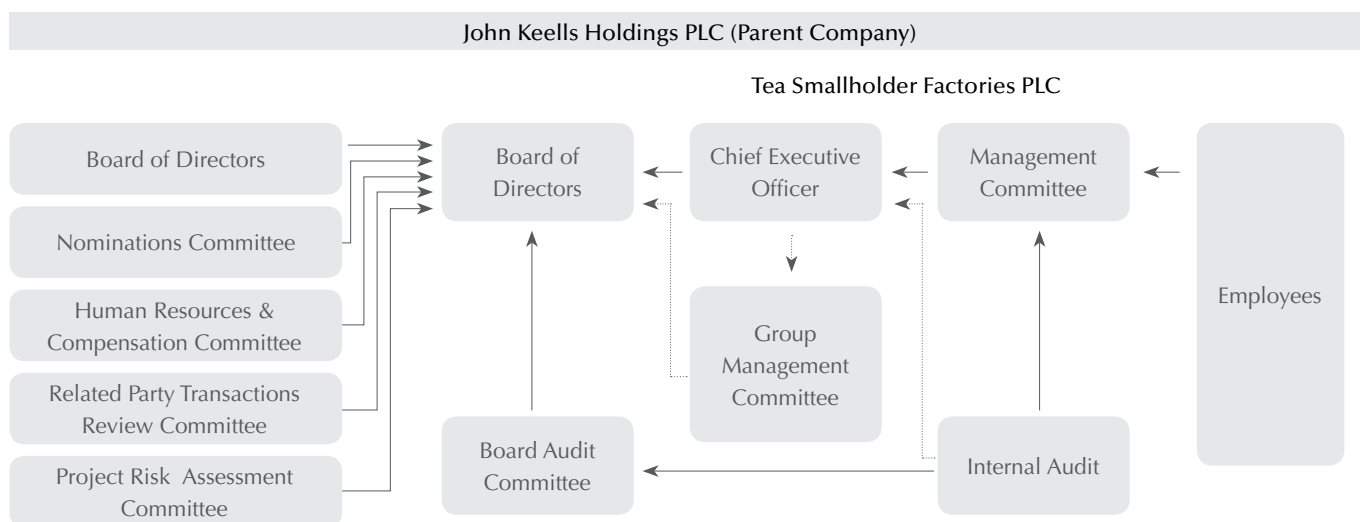 John Keells Holdings PLC (Parent Company)
Tea Smallholder Factories PLC
Board of Directors
Nominations Committee
Human Resources &
Compensation Committee
Related Party Transactions
Review Committee
Project Risk Assessment
Committee
Board of
Directors
Board Audit
Committee
Chief Executive
Officer
Group
Management
Committee
Management
Committee
Internal Audit
Employees